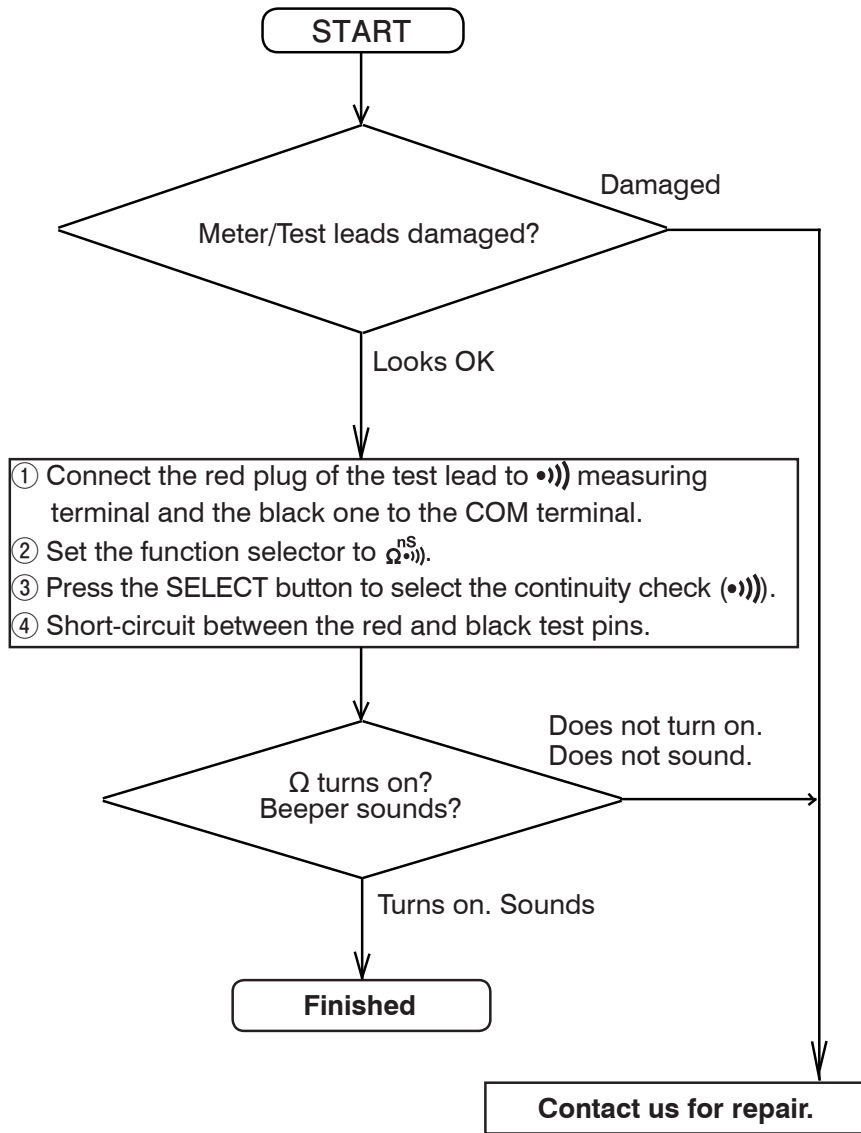 START
Meter/Test leads damaged?
Damaged
Looks OK
① Connect the red plug of the test lead to •))) measuring
terminal and the black one to the COM terminal.
② Set the function selector to Ω nS •))).
③ Press the SELECT button to select the continuity check (•))).
④ Short-circuit between the red and black test pins.
Ω turns on?
Beeper sounds?
Does not turn on.
Does not sound.
Turns on. Sounds
Finished
Contact us for repair.